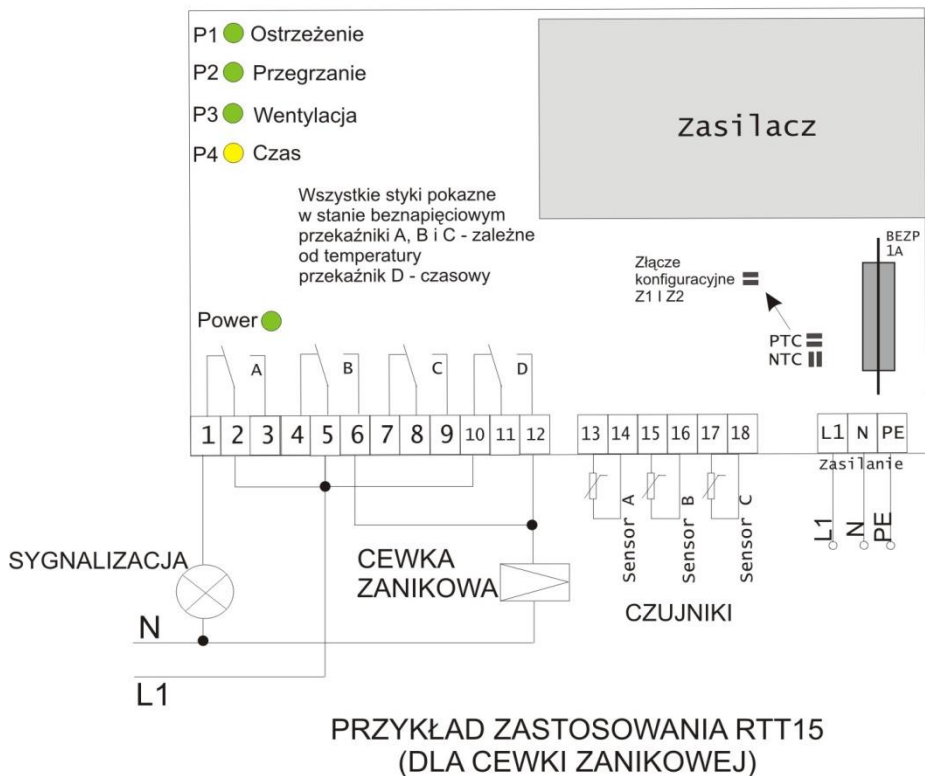 P1 Ostrzeżenie
P2 Przegrzanie
P3 Wentylacja
P4 Czas
Zasilacz
Wszystkie styki pokazne
w stanie beznapięciowym
przekaźniki A, B i C - zależne
od temperatury
przekaźnik D - czasowy
Złącze
konfiguracyjne
Z1 I Z2
BEZP
1A
PTC
NTC
Power
A
B
C
D
1 2 3 4 5 6 7 8 9 10 11 12
13 14 15 16 17 18
L1 N PE
Zasilanie
L1
N
PE
Sensor A
Sensor B
Sensor C
CZUJNIKI
SYGNALIZACJA
CEWKA
ZANIKOWA
N
L1
PRZYKŁAD ZASTOSOWANIA RTT15
(DLA CEWKI ZANIKOWEJ)